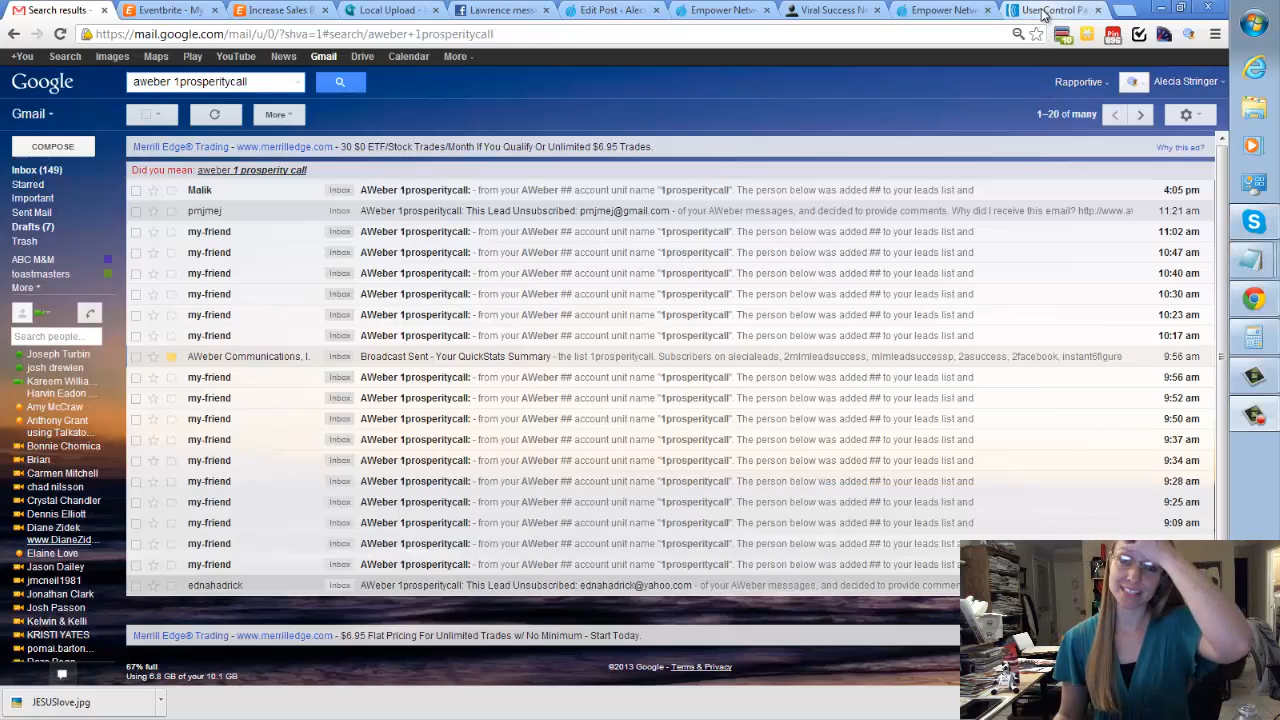 Search results -
Eventbrite - My
Increase Sales B
Local Upload -
Lawrence mess
Edit Post ‹ Alec
Empower Netw
Viral Success N
Empower Netw
User Control Pa
https://mail.google.com/mail/u/0/?shva=1#search/aweber+1prosperitycall
+You Search Images Maps Play YouTube News Gmail Drive Calendar More
Google
aweber 1prosperitycall
Rapportive
Alecia Stringer
Gmail
More
1–20 of many
COMPOSE
Inbox (149)
Starred
Important
Sent Mail
Drafts (7)
Trash
ABC M&M
toastmasters
More
Search people...
Joseph Turbin
josh drewien
Kareem Willia...
Harvin Eadon ...
Amy McCraw
Anthony Grant
using Talkato...
Bonnie Chomica
Brian
Carmen Mitchell
chad nilsson
Crystal Chandler
Dennis Elliott
Diane Zidek
www.DianeZid...
Elaine Love
Jason Dailey
jmcneil1981
Jonathan Clark
Josh Passon
Kelwin & Kelli
KRISTI YATES
pomai.barton...
Merrill Edge® Trading - www.merrilledge.com - 30 $0 ETF/Stock Trades/Month If You Qualify Or Unlimited $6.95 Trades.
Why this ad?
Did you mean: aweber 1 prosperity call
Malik Inbox AWeber 1prosperitycall: - from your AWeber ## account unit name "1prosperitycall". The person below was added ## to your leads list and 4:05 pm
pmjmej Inbox AWeber 1prosperitycall: This Lead Unsubscribed: pmjmej@gmail.com - of your AWeber messages, and decided to provide comments. Why did I receive this email? http://www.a 11:21 am
my-friend Inbox AWeber 1prosperitycall: - from your AWeber ## account unit name "1prosperitycall". The person below was added ## to your leads list and 11:02 am
my-friend Inbox AWeber 1prosperitycall: - from your AWeber ## account unit name "1prosperitycall". The person below was added ## to your leads list and 10:47 am
my-friend Inbox AWeber 1prosperitycall: - from your AWeber ## account unit name "1prosperitycall". The person below was added ## to your leads list and 10:40 am
my-friend Inbox AWeber 1prosperitycall: - from your AWeber ## account unit name "1prosperitycall". The person below was added ## to your leads list and 10:30 am
my-friend Inbox AWeber 1prosperitycall: - from your AWeber ## account unit name "1prosperitycall". The person below was added ## to your leads list and 10:23 am
my-friend Inbox AWeber 1prosperitycall: - from your AWeber ## account unit name "1prosperitycall". The person below was added ## to your leads list and 10:17 am
AWeber Communications, I. Inbox Broadcast Sent - Your QuickStats Summary - the list 1prosperitycall. Subscribers on alecialeads, 2mlmleadsuccess, mlmleadsuccessp, 2asuccess, 2facebook, instant6figure 9:56 am
my-friend Inbox AWeber 1prosperitycall: - from your AWeber ## account unit name "1prosperitycall". The person below was added ## to your leads list and 9:56 am
my-friend Inbox AWeber 1prosperitycall: - from your AWeber ## account unit name "1prosperitycall". The person below was added ## to your leads list and 9:52 am
my-friend Inbox AWeber 1prosperitycall: - from your AWeber ## account unit name "1prosperitycall". The person below was added ## to your leads list and 9:50 am
my-friend Inbox AWeber 1prosperitycall: - from your AWeber ## account unit name "1prosperitycall". The person below was added ## to your leads list and 9:37 am
my-friend Inbox AWeber 1prosperitycall: - from your AWeber ## account unit name "1prosperitycall". The person below was added ## to your leads list and 9:34 am
my-friend Inbox AWeber 1prosperitycall: - from your AWeber ## account unit name "1prosperitycall". The person below was added ## to your leads list and 9:28 am
my-friend Inbox AWeber 1prosperitycall: - from your AWeber ## account unit name "1prosperitycall". The person below was added ## to your leads list and 9:25 am
my-friend Inbox AWeber 1prosperitycall: - from your AWeber ## account unit name "1prosperitycall". The person below was added ## to your leads list and 9:09 am
my-friend Inbox AWeber 1prosperitycall: - from your AWeber ## account unit name "1prosperitycall". The person below was added ## to your leads list and
my-friend Inbox AWeber 1prosperitycall: - from your AWeber ## account unit name "1prosperitycall". The person below was added ## to your leads list and
ednahadrick Inbox AWeber 1prosperitycall: This Lead Unsubscribed: ednahadrick@yahoo.com - of your AWeber messages, and decided to provide comme
Merrill Edge® Trading - www.merrilledge.com - $6.95 Flat Pricing For Unlimited Trades w/ No Minimum - Start Today.
67% full
Using 6.8 GB of your 10.1 GB
©2013 Google - Terms & Privacy
JESUSlove.jpg